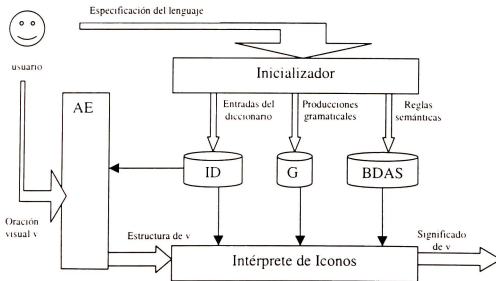 Especificación del lenguaje
usuario
Inicializador
AE
Entradas del
diccionario
Producciones
gramaticales
Reglas
semánticas
ID
G
BDAS
Oración
visual v
Estructura de v
Intérprete de Iconos
Significado
de v